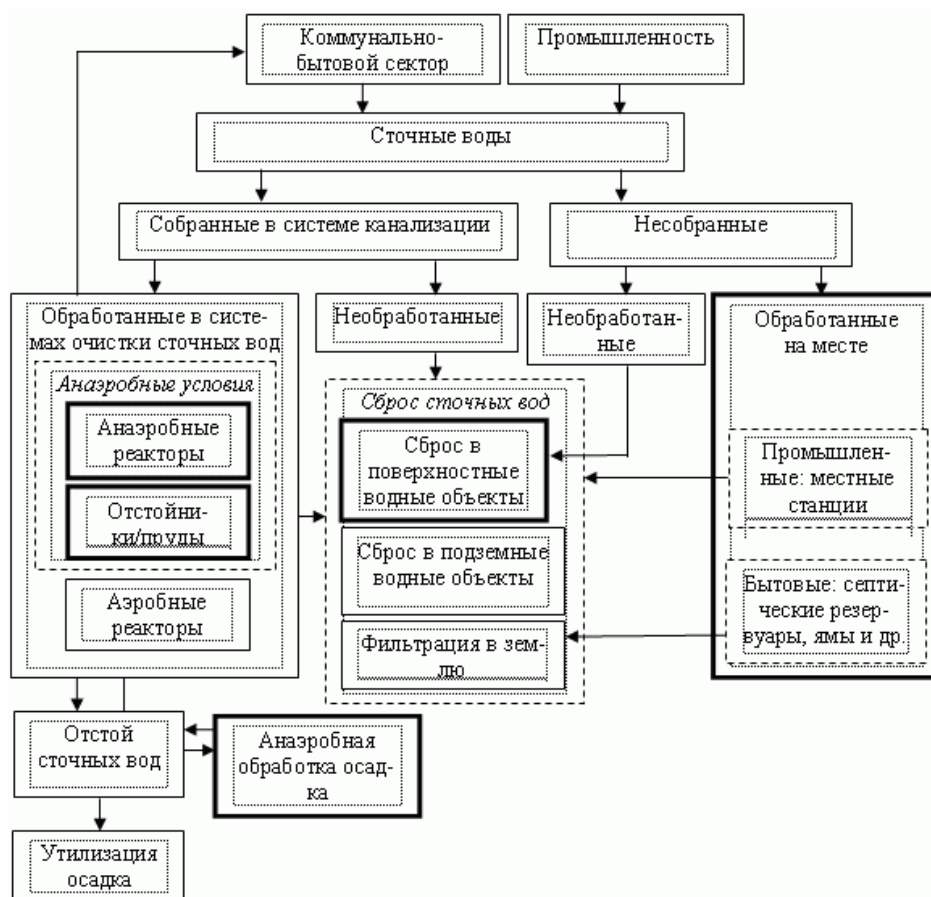 Коммунально-
бытовой сектор
Промышленность
Сточные воды
Собранные в системе канализации
Несобранные
Обработанные в систе-
мах очистки сточных вод
Анаэробные условия
Анаэробные
реакторы
Отстойни-
ки/пруды
Аэробные
реакторы
Необработанные
Необработан-
ные
Сброс сточных вод
Сброс в
поверхностные
водные объекты
Сброс в подземные
водные объекты
Фильтрация в зем-
лю
Обработанные
на месте
Промышлен-
ные: местные
станции
Бытовые: септи-
ческие резер-
вуары, ямы и др.
Отстой
сточных вод
Анаэробная
обработка осад-
ка
Утилизация
осадка